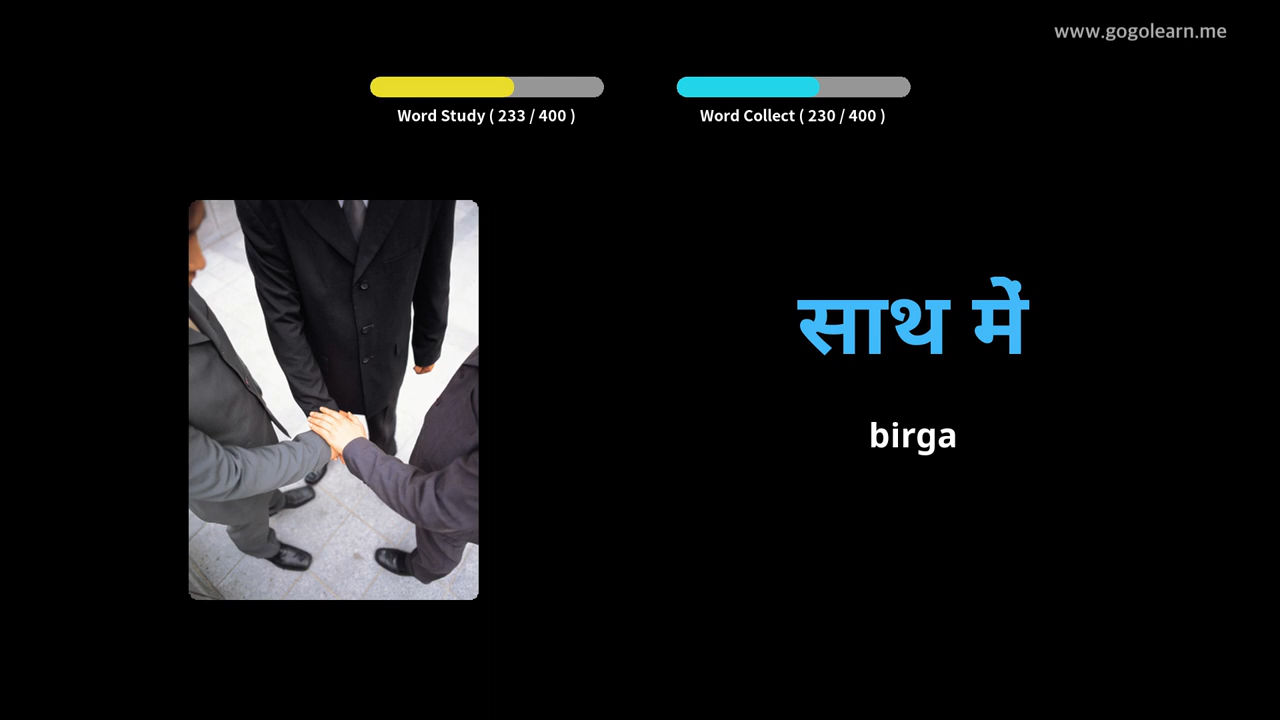 www.gogolearn.me
Word Study ( 233 / 400 )
Word Collect ( 230 / 400 )
साथ में
birga